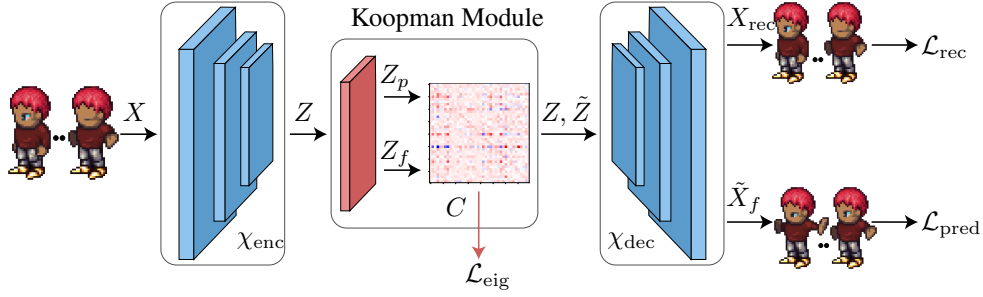 Koopman Module
X
χ_enc
Z
Z_p
Z_f
C
ℒ_eig
Z, Z̃
χ_dec
X_rec
ℒ_rec
X̃_f
ℒ_pred